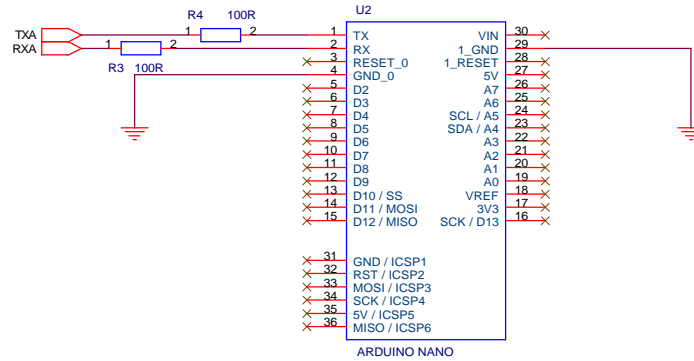 U2
R4 100R
TXA
RXA
1 2
1 2
R3 100R
1 TX
2 RX
3 RESET_0
4 GND_0
5 D2
6 D3
7 D4
8 D5
9 D6
10 D7
11 D8
12 D9
13 D10 / SS
14 D11 / MOSI
15 D12 / MISO
VIN 30
1_GND 29
1_RESET 28
5V 27
A7 26
A6 25
SCL / A5 24
SDA / A4 23
A3 22
A2 21
A1 20
A0 19
VREF 18
3V3 17
SCK / D13 16
31 GND / ICSP1
32 RST / ICSP2
33 MOSI / ICSP3
34 SCK / ICSP4
35 5V / ICSP5
36 MISO / ICSP6
ARDUINO NANO